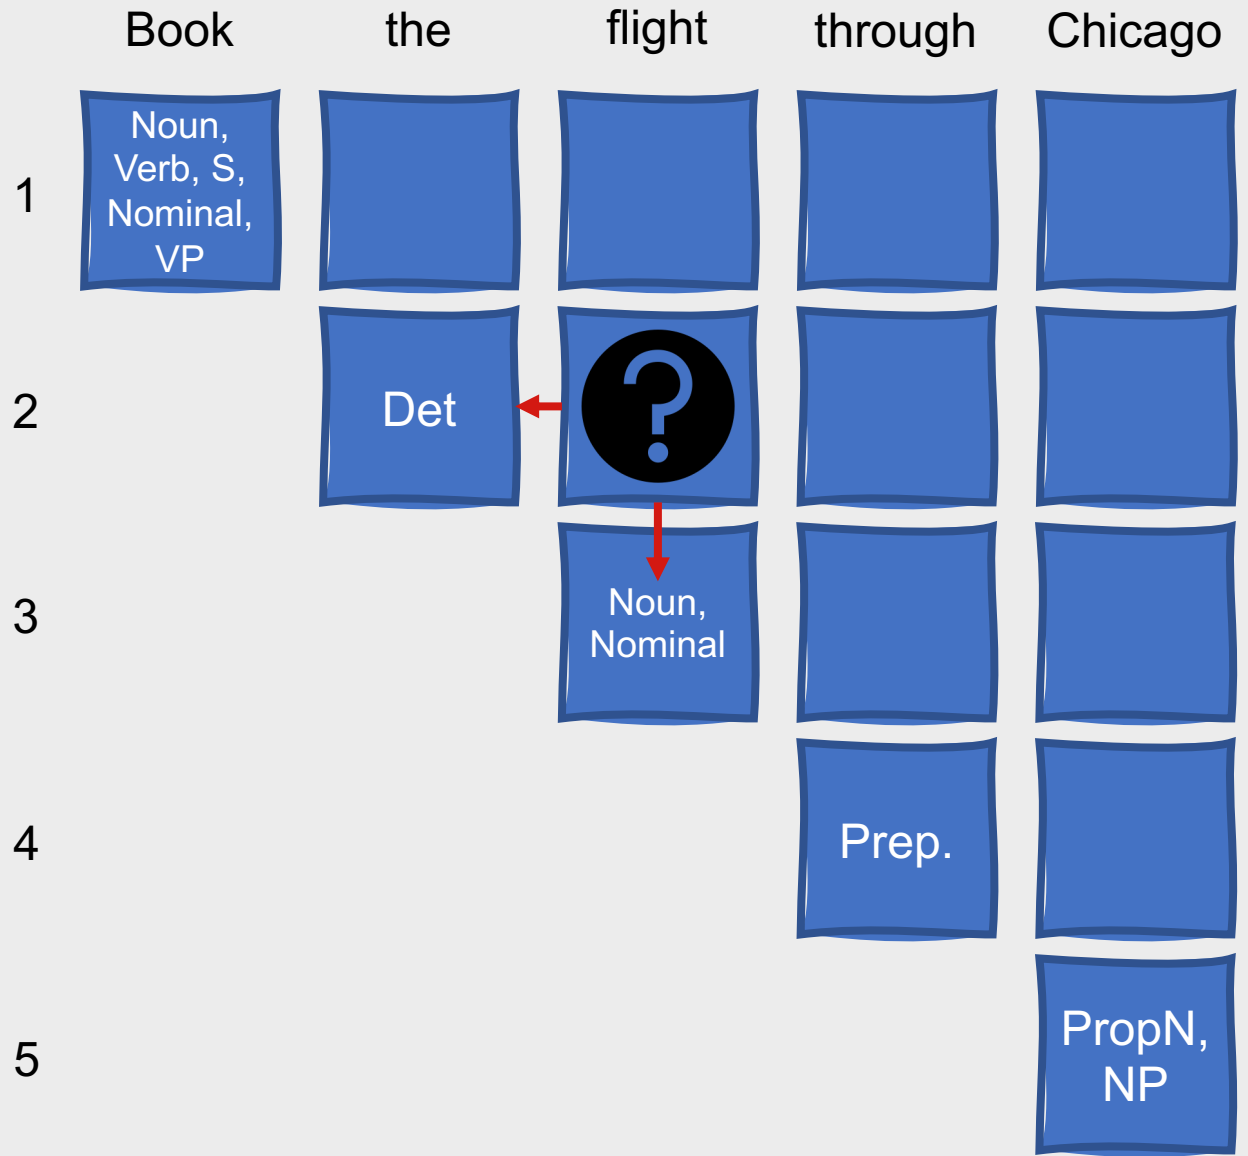 Book the flight through Chicago
1
Noun,
Verb, S,
Nominal,
VP
2
Det
?
3
Noun,
Nominal
4
Prep.
5
PropN,
NP